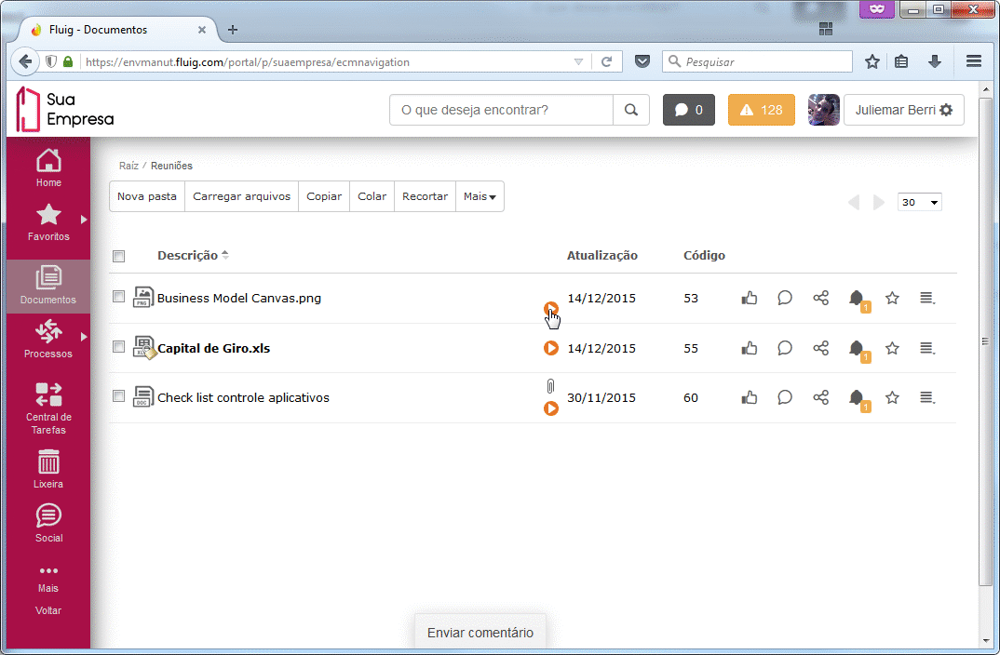 Fluig - Documentos
https://envmanut.fluig.com/portal/p/suaempresa/ecmnavigation
Pesquisar
Sua
Empresa
O que deseja encontrar?
0
128
Juliemar Berri
Home
Favoritos
Documentos
Processos
Central de
Tarefas
Lixeira
Social
Mais
Voltar
Raíz / Reuniões
Nova pasta
Carregar arquivos
Copiar
Colar
Recortar
Mais
30
Descrição
Atualização
Código
PNG
Business Model Canvas.png
14/12/2015
53
1
XLS
Capital de Giro.xls
14/12/2015
55
1
DOC
Check list controle aplicativos
30/11/2015
60
1
Enviar comentário